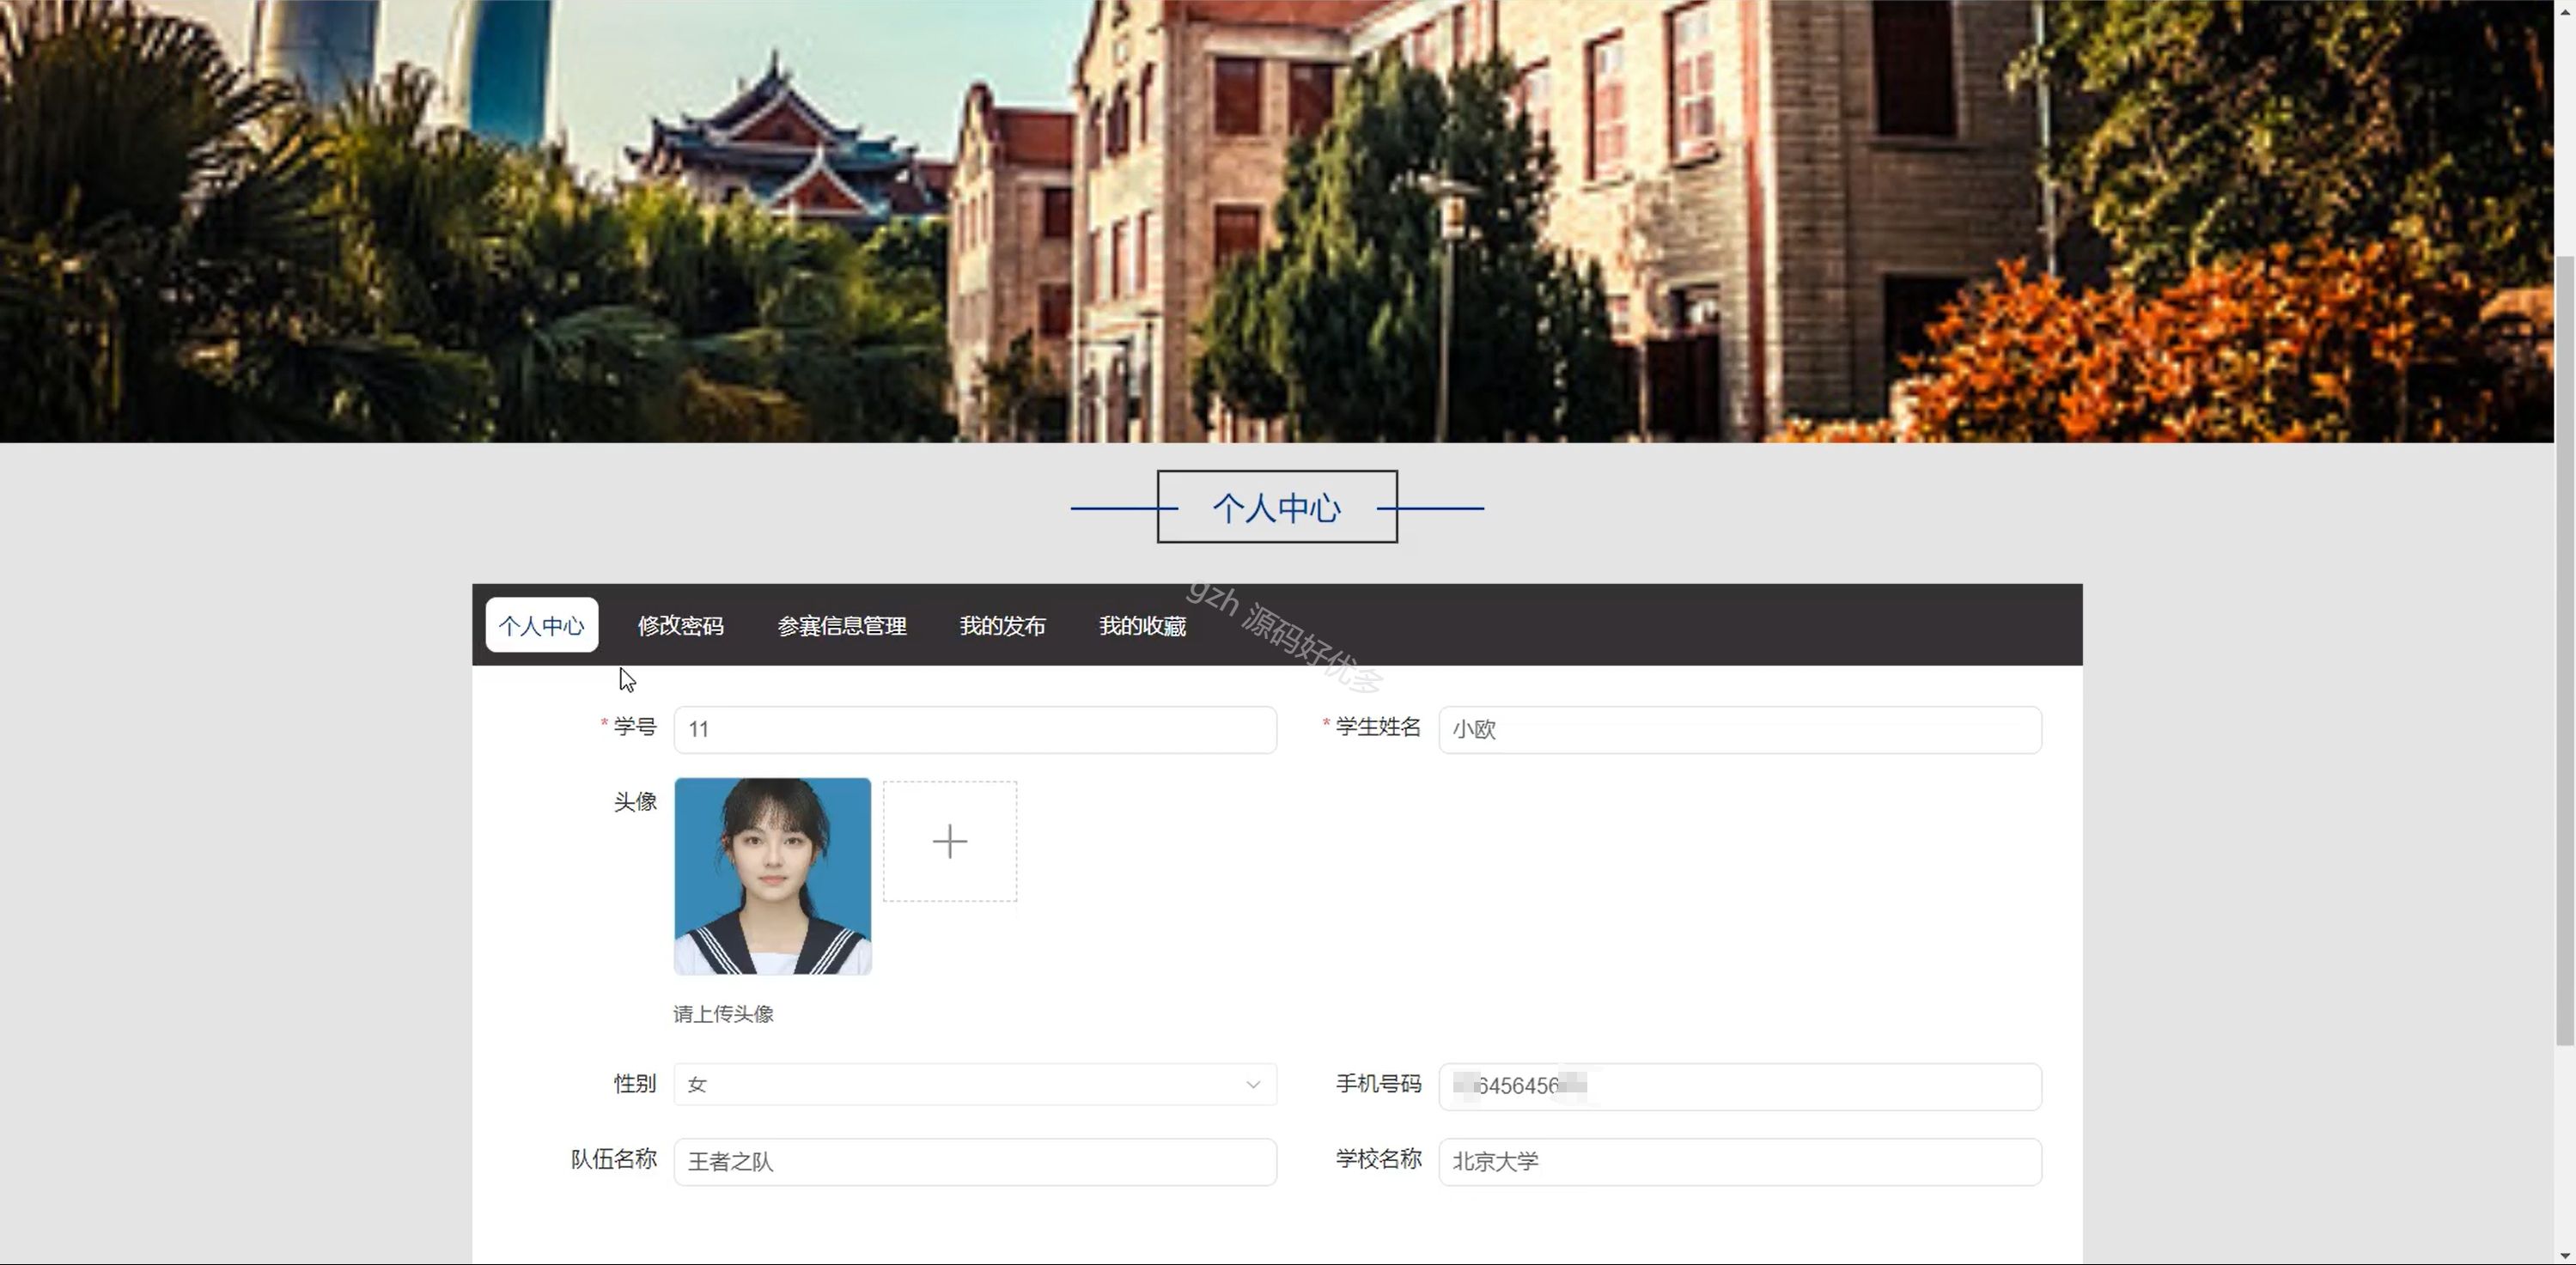 个人中心
个人中心 修改密码 参赛信息管理 我的发布 我的收藏
gzh 源码好优多
* 学号 11 * 学生姓名 小欧
头像
请上传头像
性别 女 手机号码 6456456
队伍名称 王者之队 学校名称 北京大学